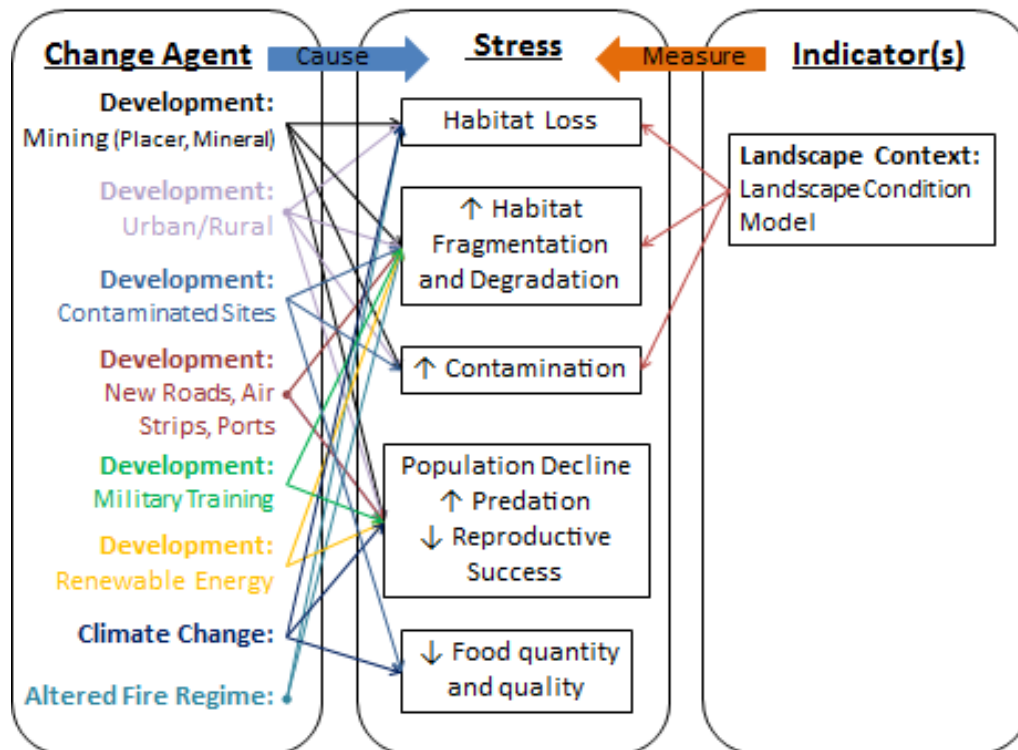 Change Agent
Cause
Stress
Measure
Indicator(s)
Development:
Mining (Placer, Mineral)
Development:
Urban/Rural
Development:
Contaminated Sites
Development:
New Roads, Air
Strips, Ports
Development:
Military Training
Development:
Renewable Energy
Climate Change:
Altered Fire Regime:
Habitat Loss
↑ Habitat
Fragmentation
and Degradation
↑ Contamination
Population Decline
↑ Predation
↓ Reproductive
Success
↓ Food quantity
and quality
Landscape Context:
Landscape Condition
Model